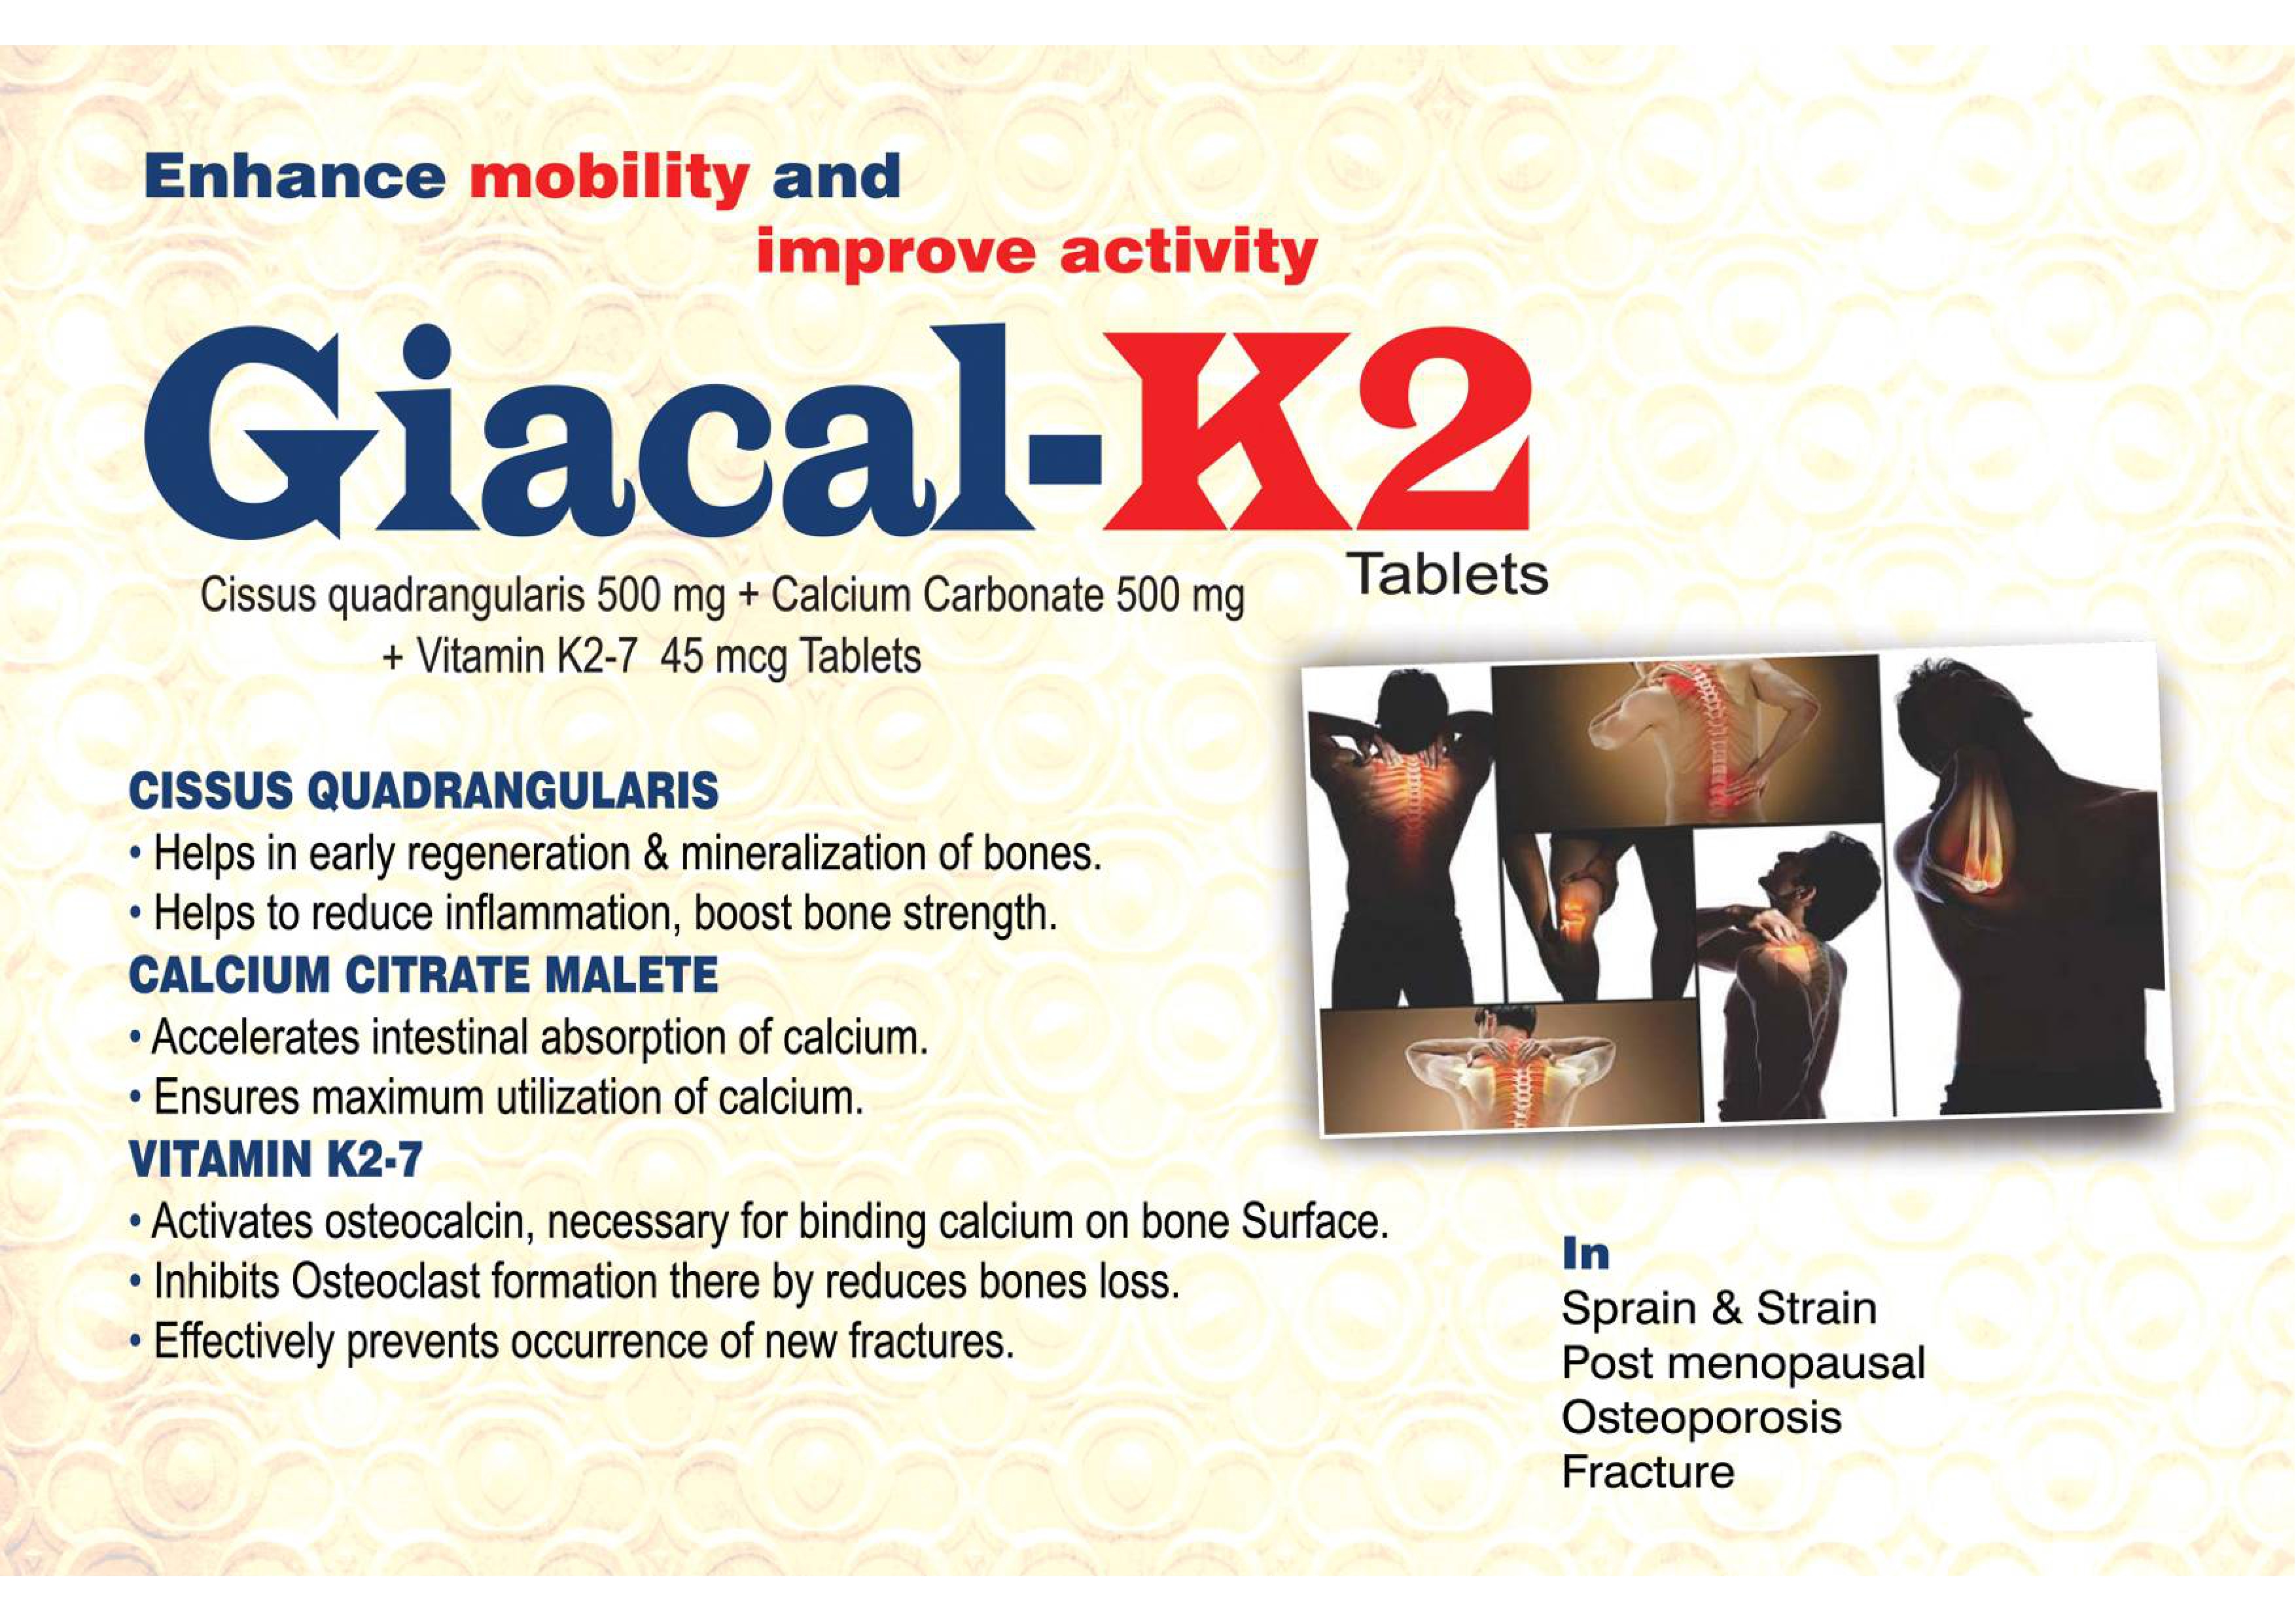 Enhance mobility and
improve activity
Giacal-K2
Tablets
Cissus quadrangularis 500 mg + Calcium Carbonate 500 mg
+ Vitamin K2-7 45 mcg Tablets
CISSUS QUADRANGULARIS
• Helps in early regeneration & mineralization of bones.
• Helps to reduce inflammation, boost bone strength.
CALCIUM CITRATE MALETE
• Accelerates intestinal absorption of calcium.
• Ensures maximum utilization of calcium.
VITAMIN K2-7
• Activates osteocalcin, necessary for binding calcium on bone Surface.
• Inhibits Osteoclast formation there by reduces bones loss.
• Effectively prevents occurrence of new fractures.
In
Sprain & Strain
Post menopausal
Osteoporosis
Fracture